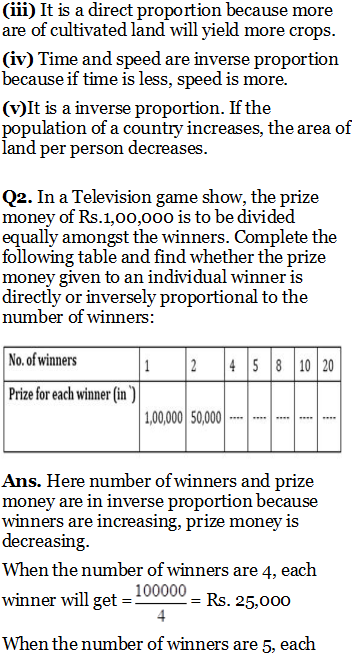 (iii) It is a direct proportion because more
are of cultivated land will yield more crops.
(iv) Time and speed are inverse proportion
because if time is less, speed is more.
(v)It is a inverse proportion. If the
population of a country increases, the area of
land per person decreases.
Q2. In a Television game show, the prize
money of Rs.1,00,000 is to be divided
equally amongst the winners. Complete the
following table and find whether the prize
money given to an individual winner is
directly or inversely proportional to the
number of winners:
No. of winners 1 2 4 5 8 10 20
Prize for each winner (in `)
1,00,000 50,000 ---- ---- ---- ---- ----
Ans. Here number of winners and prize
money are in inverse proportion because
winners are increasing, prize money is
decreasing.
When the number of winners are 4, each
winner will get = 100000/4 = Rs. 25,000
When the number of winners are 5, each